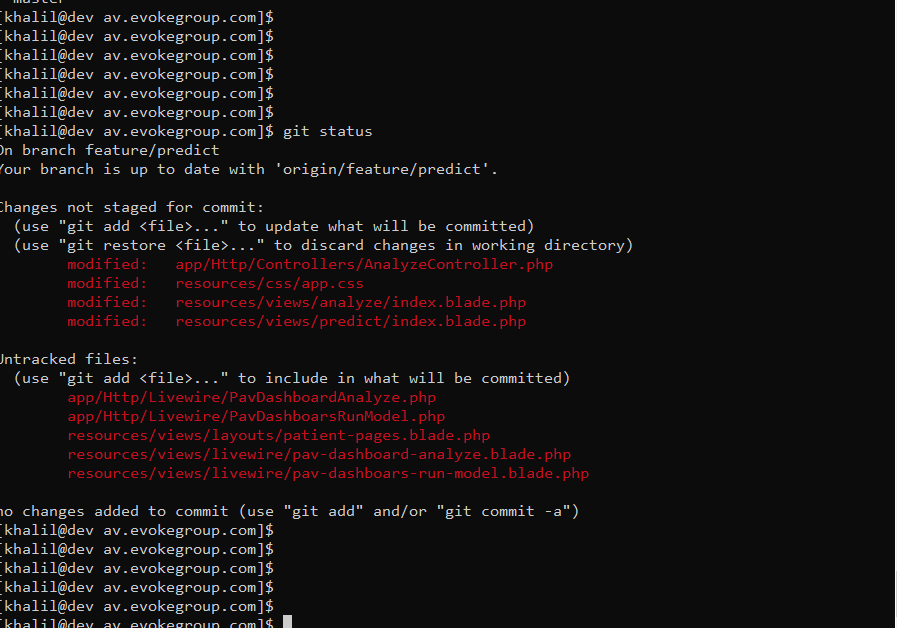 master
[khalil@dev av.evokegroup.com]$
[khalil@dev av.evokegroup.com]$
[khalil@dev av.evokegroup.com]$
[khalil@dev av.evokegroup.com]$
[khalil@dev av.evokegroup.com]$
[khalil@dev av.evokegroup.com]$
[khalil@dev av.evokegroup.com]$ git status
On branch feature/predict
Your branch is up to date with 'origin/feature/predict'.
Changes not staged for commit:
(use "git add <file>..." to update what will be committed)
(use "git restore <file>..." to discard changes in working directory)
modified: app/Http/Controllers/AnalyzeController.php
modified: resources/css/app.css
modified: resources/views/analyze/index.blade.php
modified: resources/views/predict/index.blade.php
Untracked files:
(use "git add <file>..." to include in what will be committed)
app/Http/Livewire/PavDashboardAnalyze.php
app/Http/Livewire/PavDashboarsRunModel.php
resources/views/layouts/patient-pages.blade.php
resources/views/livewire/pav-dashboard-analyze.blade.php
resources/views/livewire/pav-dashboars-run-model.blade.php
no changes added to commit (use "git add" and/or "git commit -a")
[khalil@dev av.evokegroup.com]$
[khalil@dev av.evokegroup.com]$
[khalil@dev av.evokegroup.com]$
[khalil@dev av.evokegroup.com]$
[khalil@dev av.evokegroup.com]$
[khalil@dev av.evokegroup.com]$